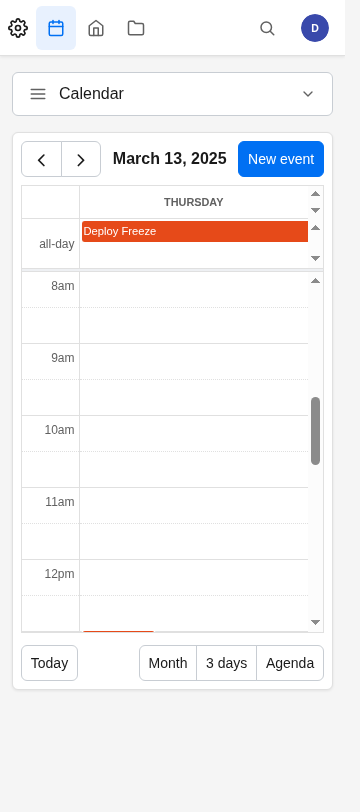 D
Calendar
March 13, 2025
New event
THURSDAY
all-day
Deploy Freeze
8am
9am
10am
11am
12pm
Today
Month
3 days
Agenda